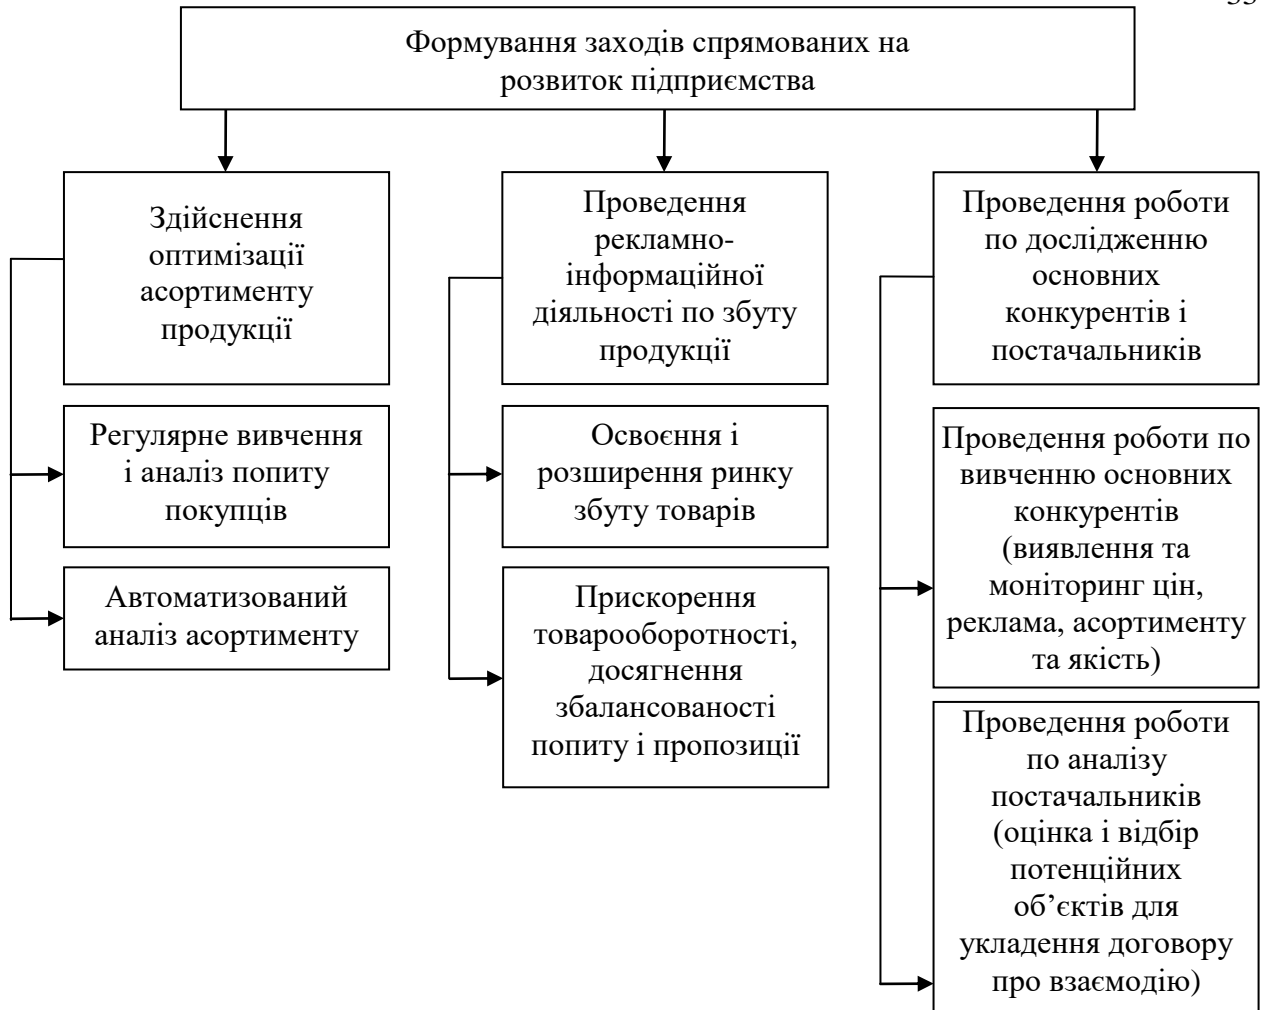 Формування заходів спрямованих на
розвиток підприємства
Здійснення
оптимізації
асортименту
продукції
Регулярне вивчення
і аналіз попиту
покупців
Автоматизований
аналіз асортименту
Проведення
рекламно-
інформаційної
діяльності по збуту
продукції
Освоєння і
розширення ринку
збуту товарів
Прискорення
товарооборотності,
досягнення
збалансованості
попиту і пропозиції
Проведення роботи
по дослідженню
основних
конкурентів і
постачальників
Проведення роботи по
вивченню основних
конкурентів
(виявлення та
моніторинг цін,
реклама, асортименту
та якість)
Проведення роботи
по аналізу
постачальників
(оцінка і відбір
потенційних
об’єктів для
укладення договору
про взаємодію)